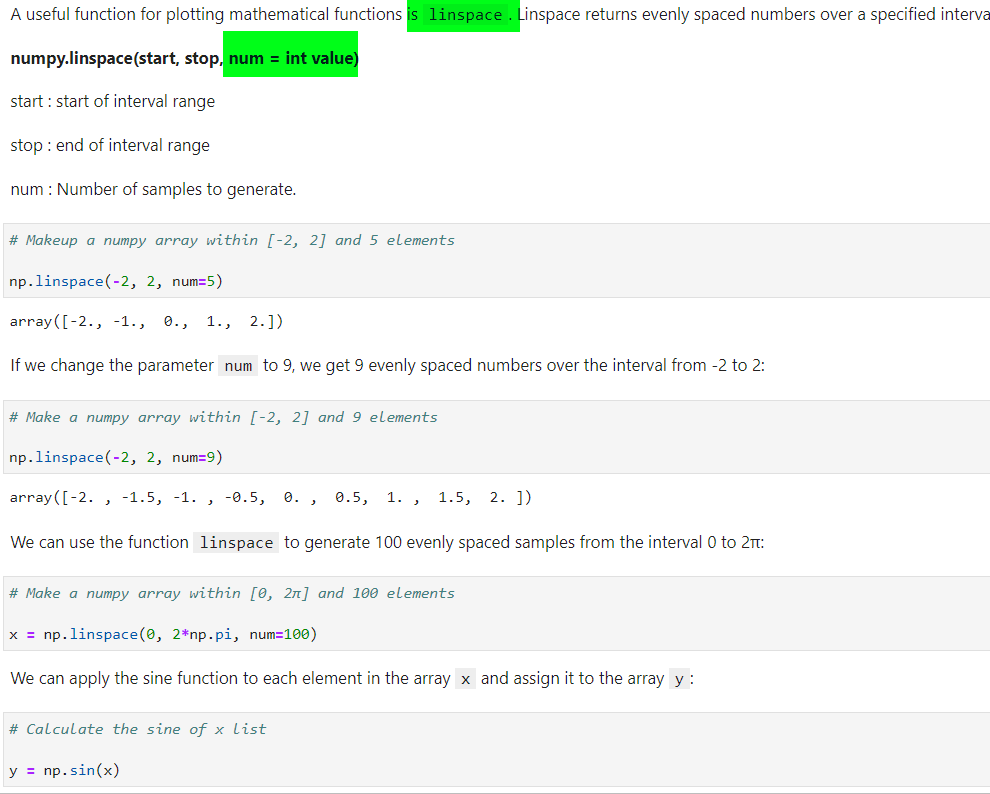 A useful function for plotting mathematical functions is linspace. Linspace returns evenly spaced numbers over a specified interva
numpy.linspace(start, stop, num = int value)
start : start of interval range
stop : end of interval range
num : Number of samples to generate.
# Makeup a numpy array within [-2, 2] and 5 elements
np.linspace(-2, 2, num=5)
array([-2., -1.,  0.,  1.,  2.])
If we change the parameter num to 9, we get 9 evenly spaced numbers over the interval from -2 to 2:
# Make a numpy array within [-2, 2] and 9 elements
np.linspace(-2, 2, num=9)
array([-2. , -1.5, -1. , -0.5,  0. ,  0.5,  1. ,  1.5,  2. ])
We can use the function linspace to generate 100 evenly spaced samples from the interval 0 to 2π:
# Make a numpy array within [0, 2π] and 100 elements
x = np.linspace(0, 2*np.pi, num=100)
We can apply the sine function to each element in the array x and assign it to the array y:
# Calculate the sine of x list
y = np.sin(x)